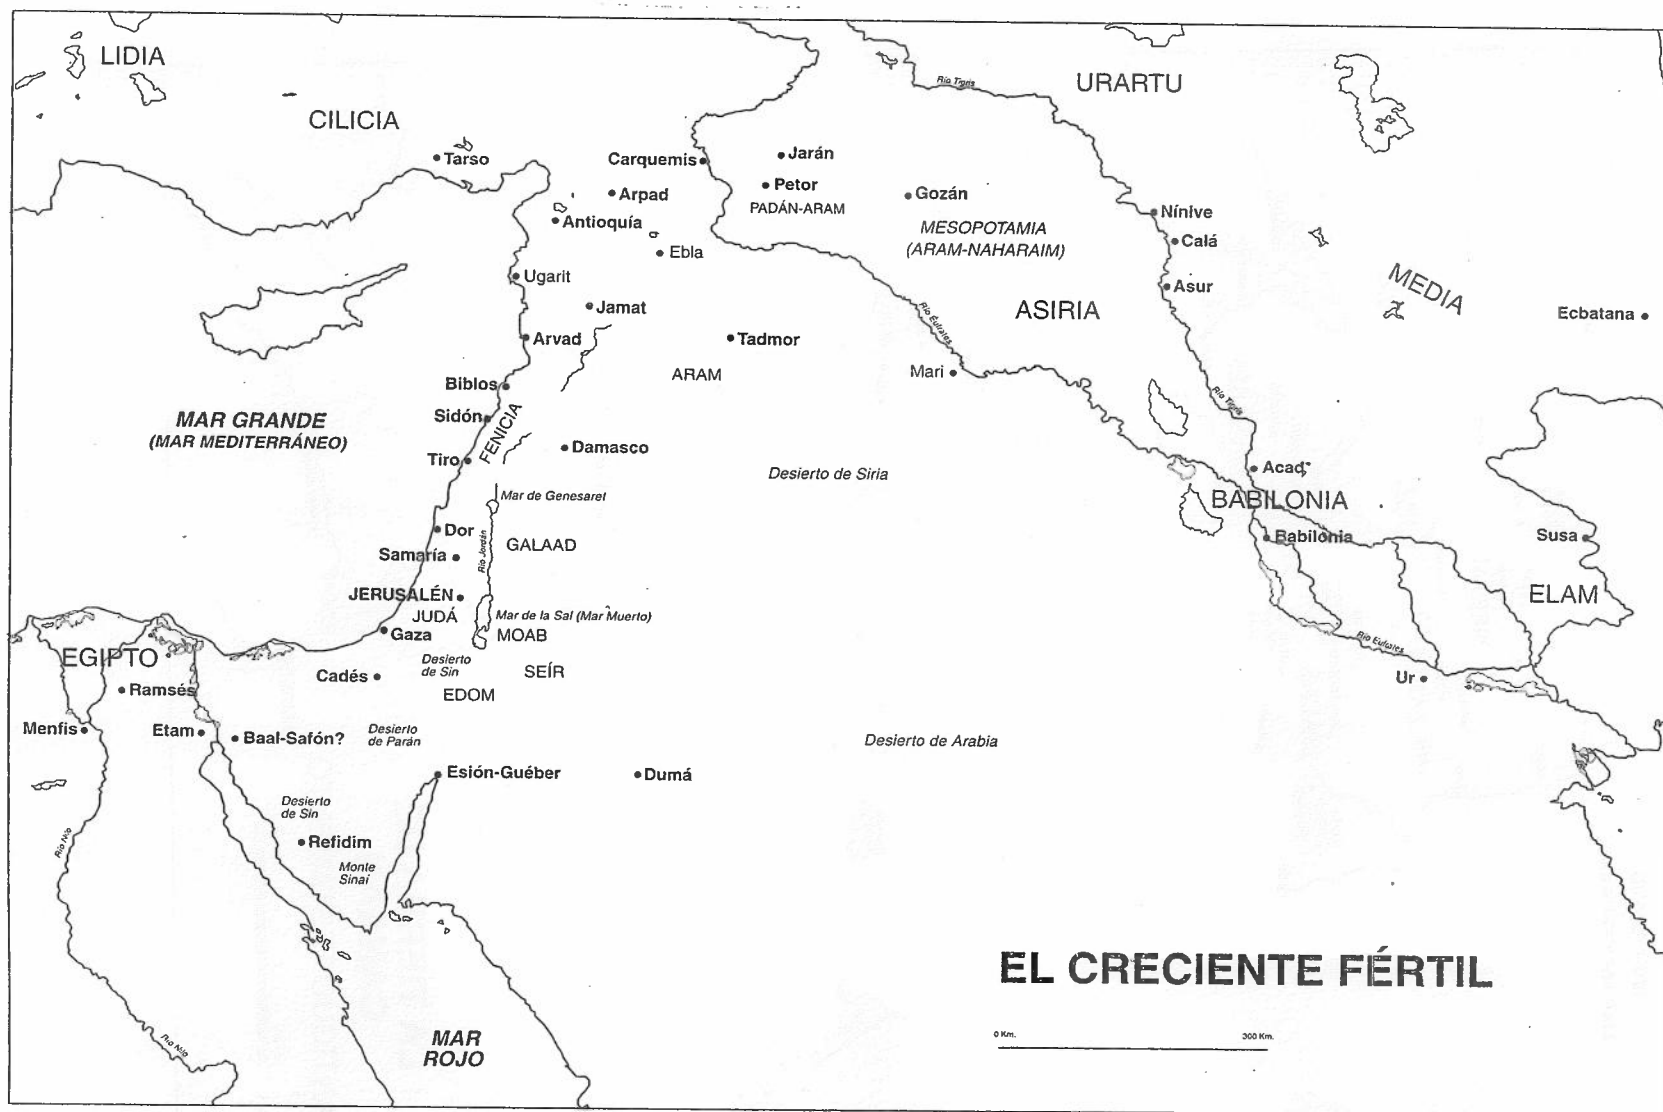 LIDIA
CILICIA
Tarso
Río Tigris
URARTU
Carquemis
Jarán
Arpad
Petor
PADÁN-ARAM
Gozán
Antioquía
Ebla
MESOPOTAMIA
(ARAM-NAHARAIM)
Nínive
Calá
Asur
Ugarit
Jamat
ASIRIA
MEDIA
Ecbatana
Arvad
Tadmor
Río Eufrates
ARAM
Mari
Biblos
Sidón
FENICIA
Río Tigris
MAR GRANDE
(MAR MEDITERRÁNEO)
Tiro
Damasco
Desierto de Siria
Acad
Mar de Genesaret
BABILONIA
Dor
Río Jordán
GALAAD
Babilonia
Susa
Samaría
JERUSALÉN
JUDÁ
Mar de la Sal (Mar Muerto)
ELAM
Gaza
MOAB
Río Eufrates
EGIPTO
Desierto
de Sin
SEÍR
Cadés
EDOM
Ur
Ramsés
Menfis
Etam
Baal-Safón?
Desierto
de Parán
Desierto de Arabia
Esión-Guéber
Dumá
Desierto
de Sin
Refidim
Río Nilo
Monte
Sinaí
EL CRECIENTE FÉRTIL
MAR
ROJO
Río Nilo
0 Km.
300 Km.